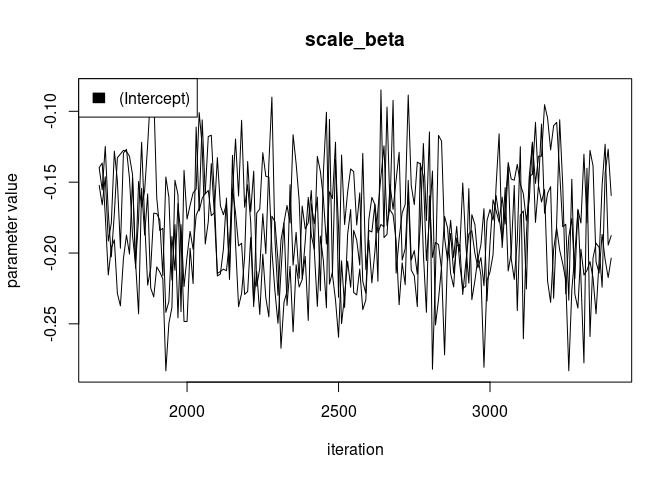 scale_beta
(Intercept)
parameter value
-0.10
-0.15
-0.20
-0.25
2000
2500
3000
iteration